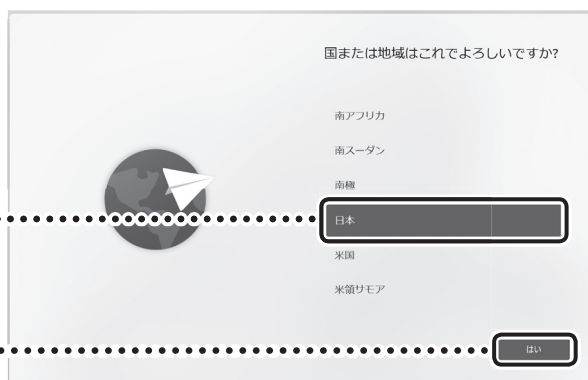 国または地域はこれでよろしいですか?
南アフリカ
南スーダン
南極
日本
米国
米領サモア
はい